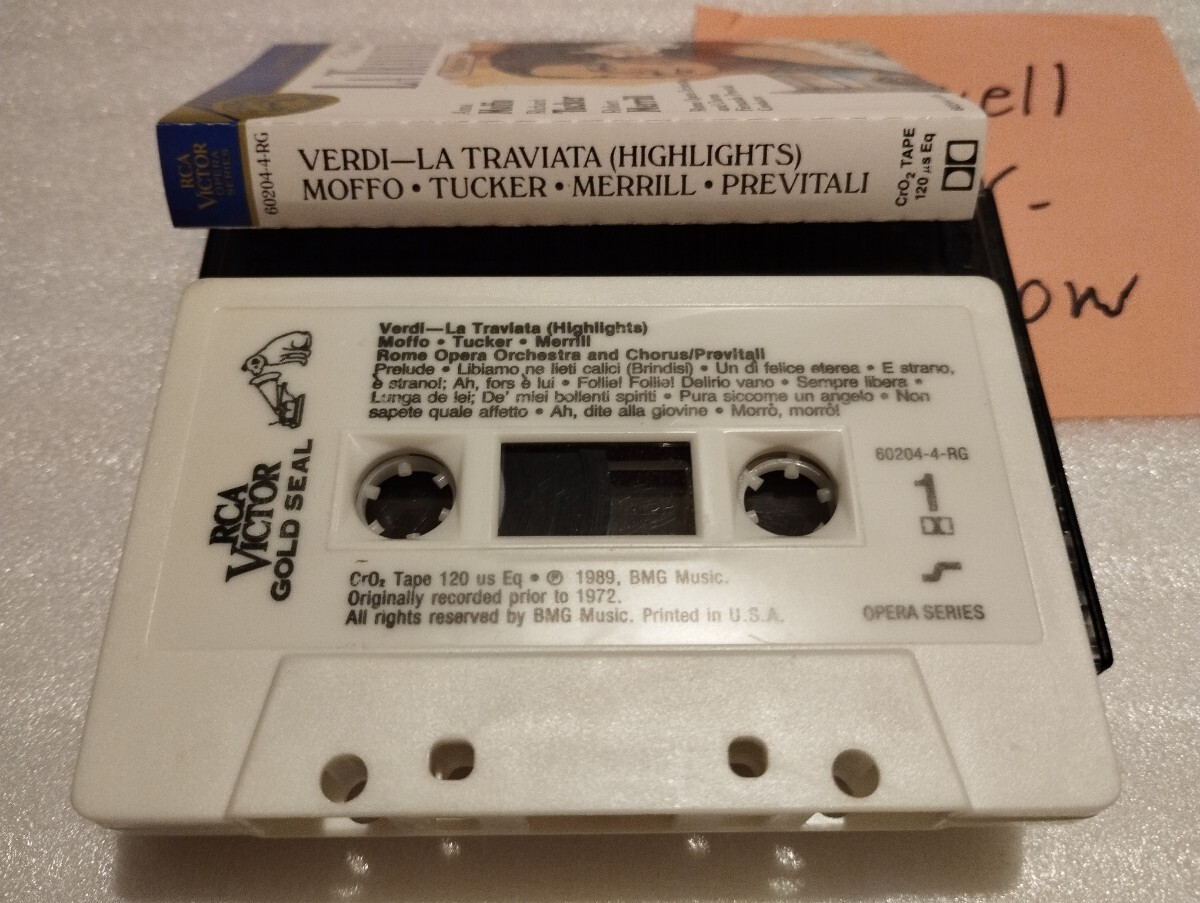 RCA
VICTOR
OPERA
SERIES
60204-4-RG
VERDI—LA TRAVIATA (HIGHLIGHTS)
MOFFO • TUCKER • MERRILL • PREVITALI
CrO₂ TAPE
120 μs Eq
Tucker
Merrill
ell
ow
Verdi—La Traviata (Highlights)
Moffo • Tucker • Merrill
Rome Opera Orchestra and Chorus/Previtali
Prelude • Libiamo ne lieti calici (Brindisi) • Un dì felice eterea • E strano,
è strano!; Ah, fors è lui • Follie! Follie! Delirio vano • Sempre libera •
Lunga da lei; De' miei bollenti spiriti • Pura siccome un angelo • Non
sapete quale affetto • Ah, dite alla giovine • Morrò, morrò!
RCA
VICTOR
GOLD SEAL
60204-4-RG
1
CrO₂ Tape 120 us Eq • ℗ 1989, BMG Music.
Originally recorded prior to 1972.
All rights reserved by BMG Music. Printed in U.S.A.
OPERA SERIES